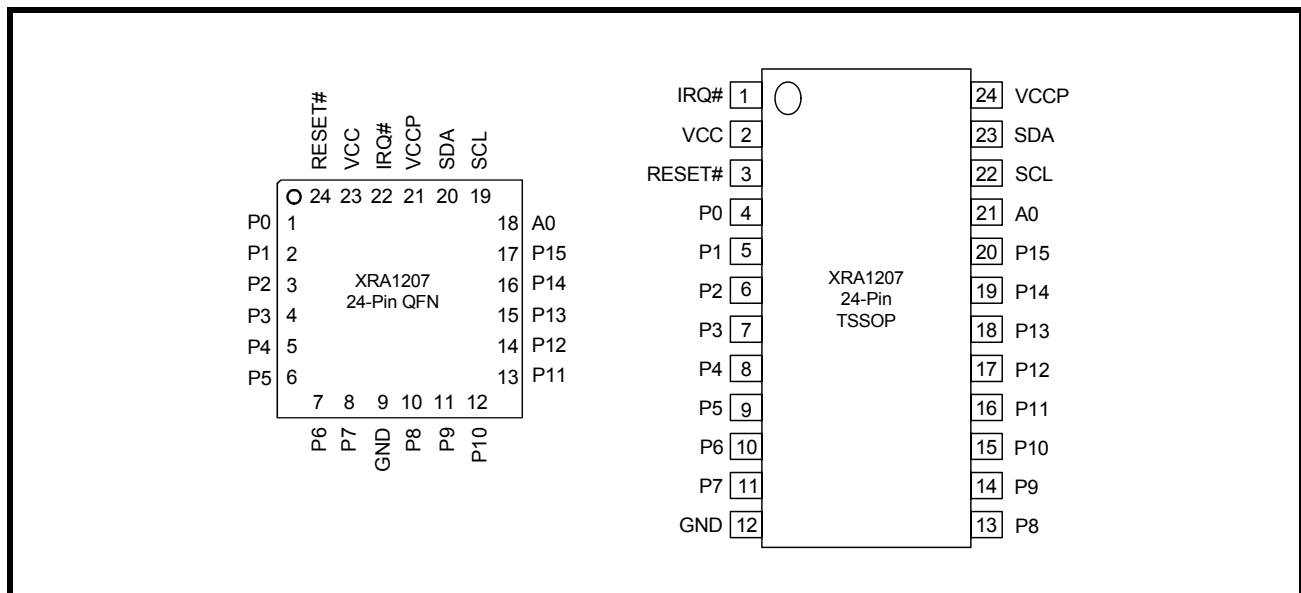 RESET#
VCC
IRQ#
VCCP
SDA
SCL
24 23 22 21 20 19
P0 1 18 A0
P1 2 17 P15
P2 3 16 P14
P3 4 15 P13
P4 5 14 P12
P5 6 13 P11
XRA1207
24-Pin QFN
7 8 9 10 11 12
P6
P7
GND
P8
P9
P10
IRQ# 1 24 VCCP
VCC 2 23 SDA
RESET# 3 22 SCL
P0 4 21 A0
P1 5 20 P15
P2 6 19 P14
P3 7 18 P13
P4 8 17 P12
P5 9 16 P11
P6 10 15 P10
P7 11 14 P9
GND 12 13 P8
XRA1207
24-Pin
TSSOP